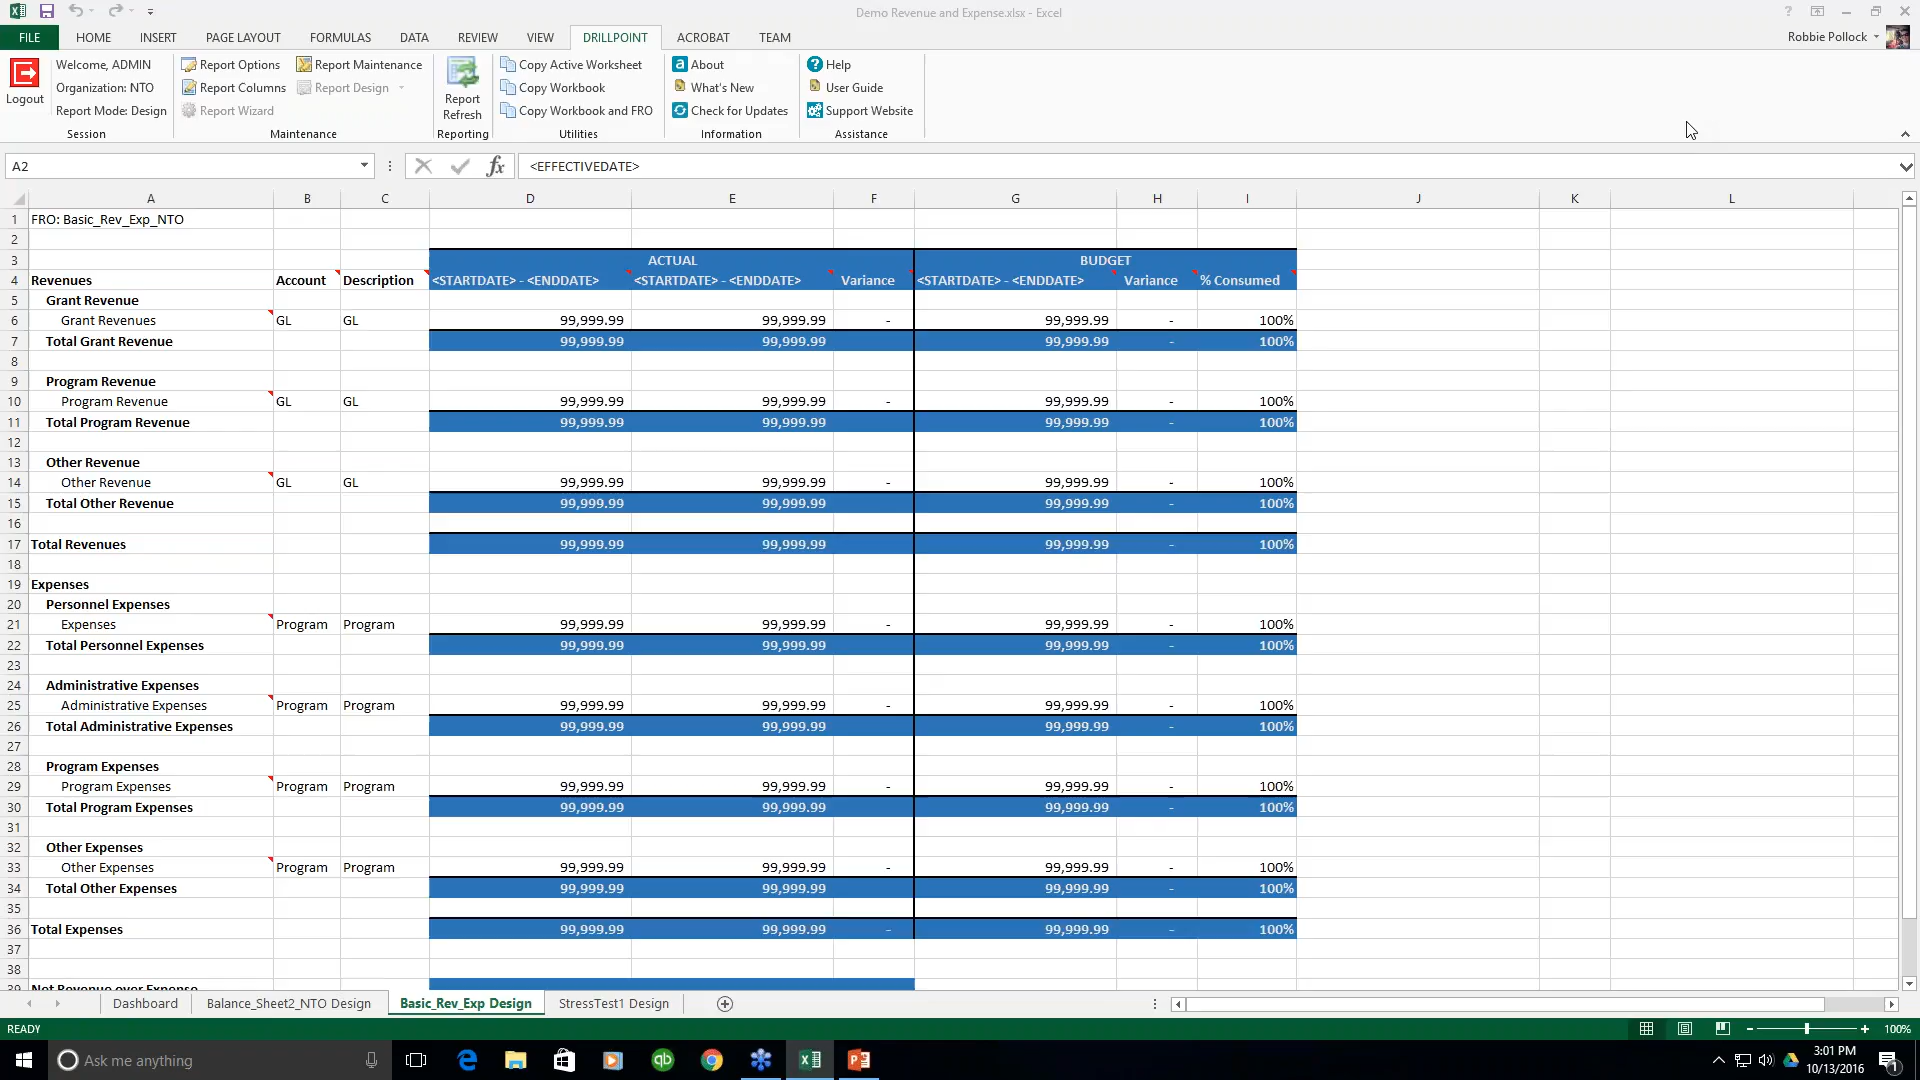 Demo Revenue and Expense.xlsx - Excel
FILE HOME INSERT PAGE LAYOUT FORMULAS DATA REVIEW VIEW DRILLPOINT ACROBAT TEAM Robbie Pollock
Logout
Welcome, ADMIN
Organization: NTO
Report Mode: Design
Session
Report Options
Report Columns
Report Wizard
Report Maintenance
Report Design
Maintenance
Report
Refresh
Reporting
Copy Active Worksheet
Copy Workbook
Copy Workbook and FRO
Utilities
About
What's New
Check for Updates
Information
Help
User Guide
Support Website
Assistance
A2 fx <EFFECTIVEDATE>
A B C D E F G H I J K L
1 FRO: Basic_Rev_Exp_NTO
2
3 ACTUAL BUDGET
4 Revenues Account Description <STARTDATE> - <ENDDATE> <STARTDATE> - <ENDDATE> Variance <STARTDATE> - <ENDDATE> Variance % Consumed
5 Grant Revenue
6 Grant Revenues GL GL 99,999.99 99,999.99 - 99,999.99 - 100%
7 Total Grant Revenue 99,999.99 99,999.99 99,999.99 - 100%
8
9 Program Revenue
10 Program Revenue GL GL 99,999.99 99,999.99 - 99,999.99 - 100%
11 Total Program Revenue 99,999.99 99,999.99 99,999.99 - 100%
12
13 Other Revenue
14 Other Revenue GL GL 99,999.99 99,999.99 - 99,999.99 - 100%
15 Total Other Revenue 99,999.99 99,999.99 99,999.99 - 100%
16
17 Total Revenues 99,999.99 99,999.99 99,999.99 - 100%
18
19 Expenses
20 Personnel Expenses
21 Expenses Program Program 99,999.99 99,999.99 - 99,999.99 - 100%
22 Total Personnel Expenses 99,999.99 99,999.99 99,999.99 - 100%
23
24 Administrative Expenses
25 Administrative Expenses Program Program 99,999.99 99,999.99 - 99,999.99 - 100%
26 Total Administrative Expenses 99,999.99 99,999.99 99,999.99 - 100%
27
28 Program Expenses
29 Program Expenses Program Program 99,999.99 99,999.99 - 99,999.99 - 100%
30 Total Program Expenses 99,999.99 99,999.99 99,999.99 - 100%
31
32 Other Expenses
33 Other Expenses Program Program 99,999.99 99,999.99 - 99,999.99 - 100%
34 Total Other Expenses 99,999.99 99,999.99 99,999.99 - 100%
35
36 Total Expenses 99,999.99 99,999.99 - 99,999.99 - 100%
37
38
39 Net Revenue over Expense
Dashboard Balance_Sheet2_NTO Design Basic_Rev_Exp Design StressTest1 Design
READY 100%
Ask me anything
3:01 PM
10/13/2016